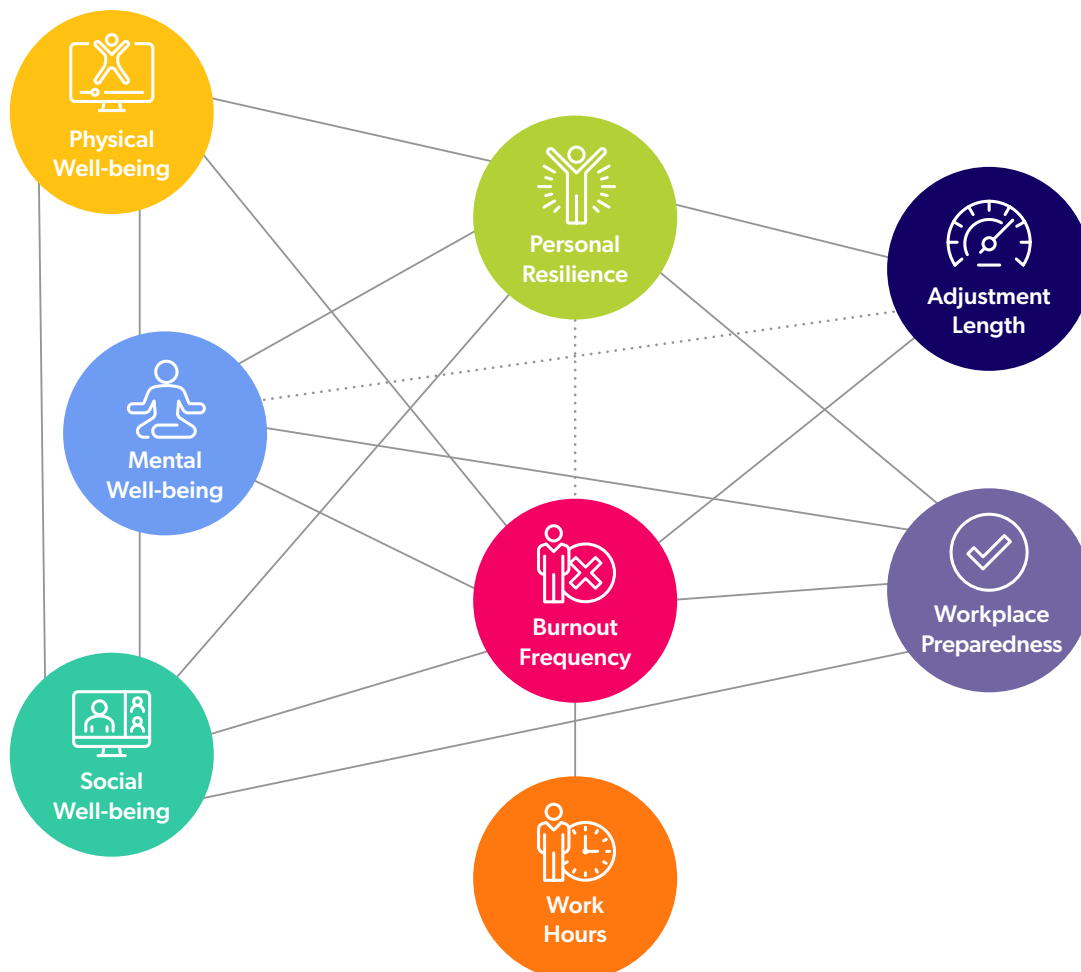 Physical
Well-being
Personal
Resilience
Adjustment
Length
Mental
Well-being
Burnout
Frequency
Workplace
Preparedness
Social
Well-being
Work
Hours